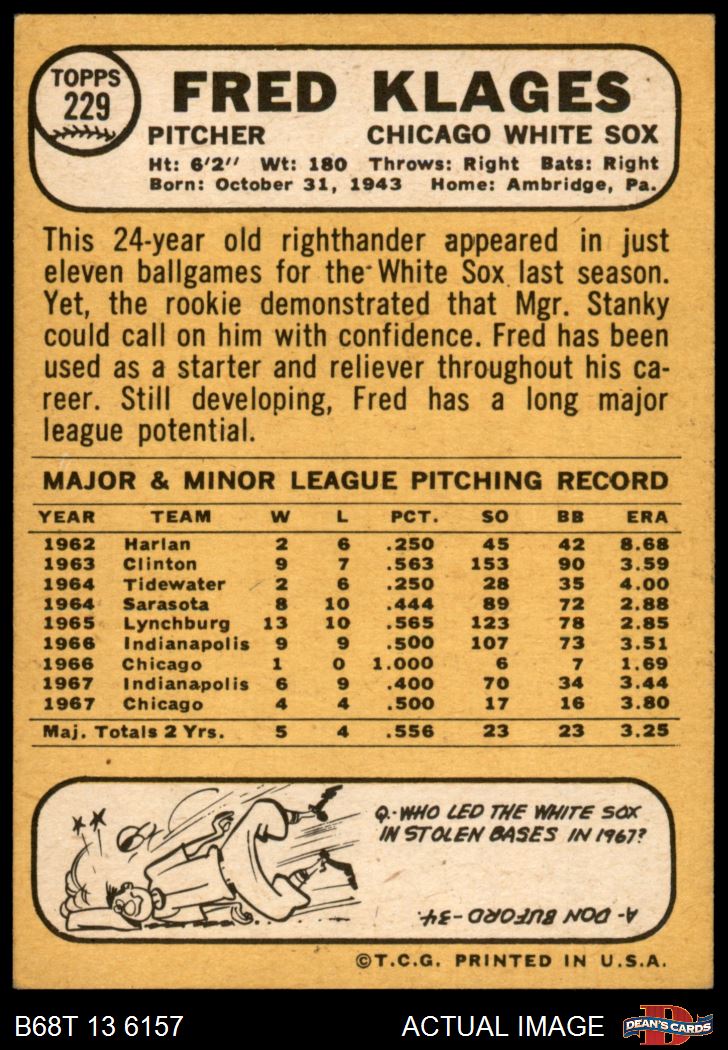 TOPPS
229
FRED KLAGES
PITCHER CHICAGO WHITE SOX
Ht: 6'2'' Wt: 180 Throws: Right Bats: Right
Born: October 31, 1943 Home: Ambridge, Pa.
This 24-year old righthander appeared in just
eleven ballgames for the White Sox last season.
Yet, the rookie demonstrated that Mgr. Stanky
could call on him with confidence. Fred has been
used as a starter and reliever throughout his ca-
reer. Still developing, Fred has a long major
league potential.
MAJOR & MINOR LEAGUE PITCHING RECORD
YEAR TEAM W L PCT. SO BB ERA
1962 Harlan 2 6 .250 45 42 8.68
1963 Clinton 9 7 .563 153 90 3.59
1964 Tidewater 2 6 .250 28 35 4.00
1964 Sarasota 8 10 .444 89 72 2.88
1965 Lynchburg 13 10 .565 123 78 2.85
1966 Indianapolis 9 9 .500 107 73 3.51
1966 Chicago 1 0 1.000 6 7 1.69
1967 Indianapolis 6 9 .400 70 34 3.44
1967 Chicago 4 4 .500 17 16 3.80
Maj. Totals 2 Yrs. 5 4 .556 23 23 3.25
Q-WHO LED THE WHITE SOX
IN STOLEN BASES IN 1967?
A-DON BUFORD-34.
©T.C.G. PRINTED IN U.S.A.
B68T 13 6157 ACTUAL IMAGE D DEAN'S CARDS